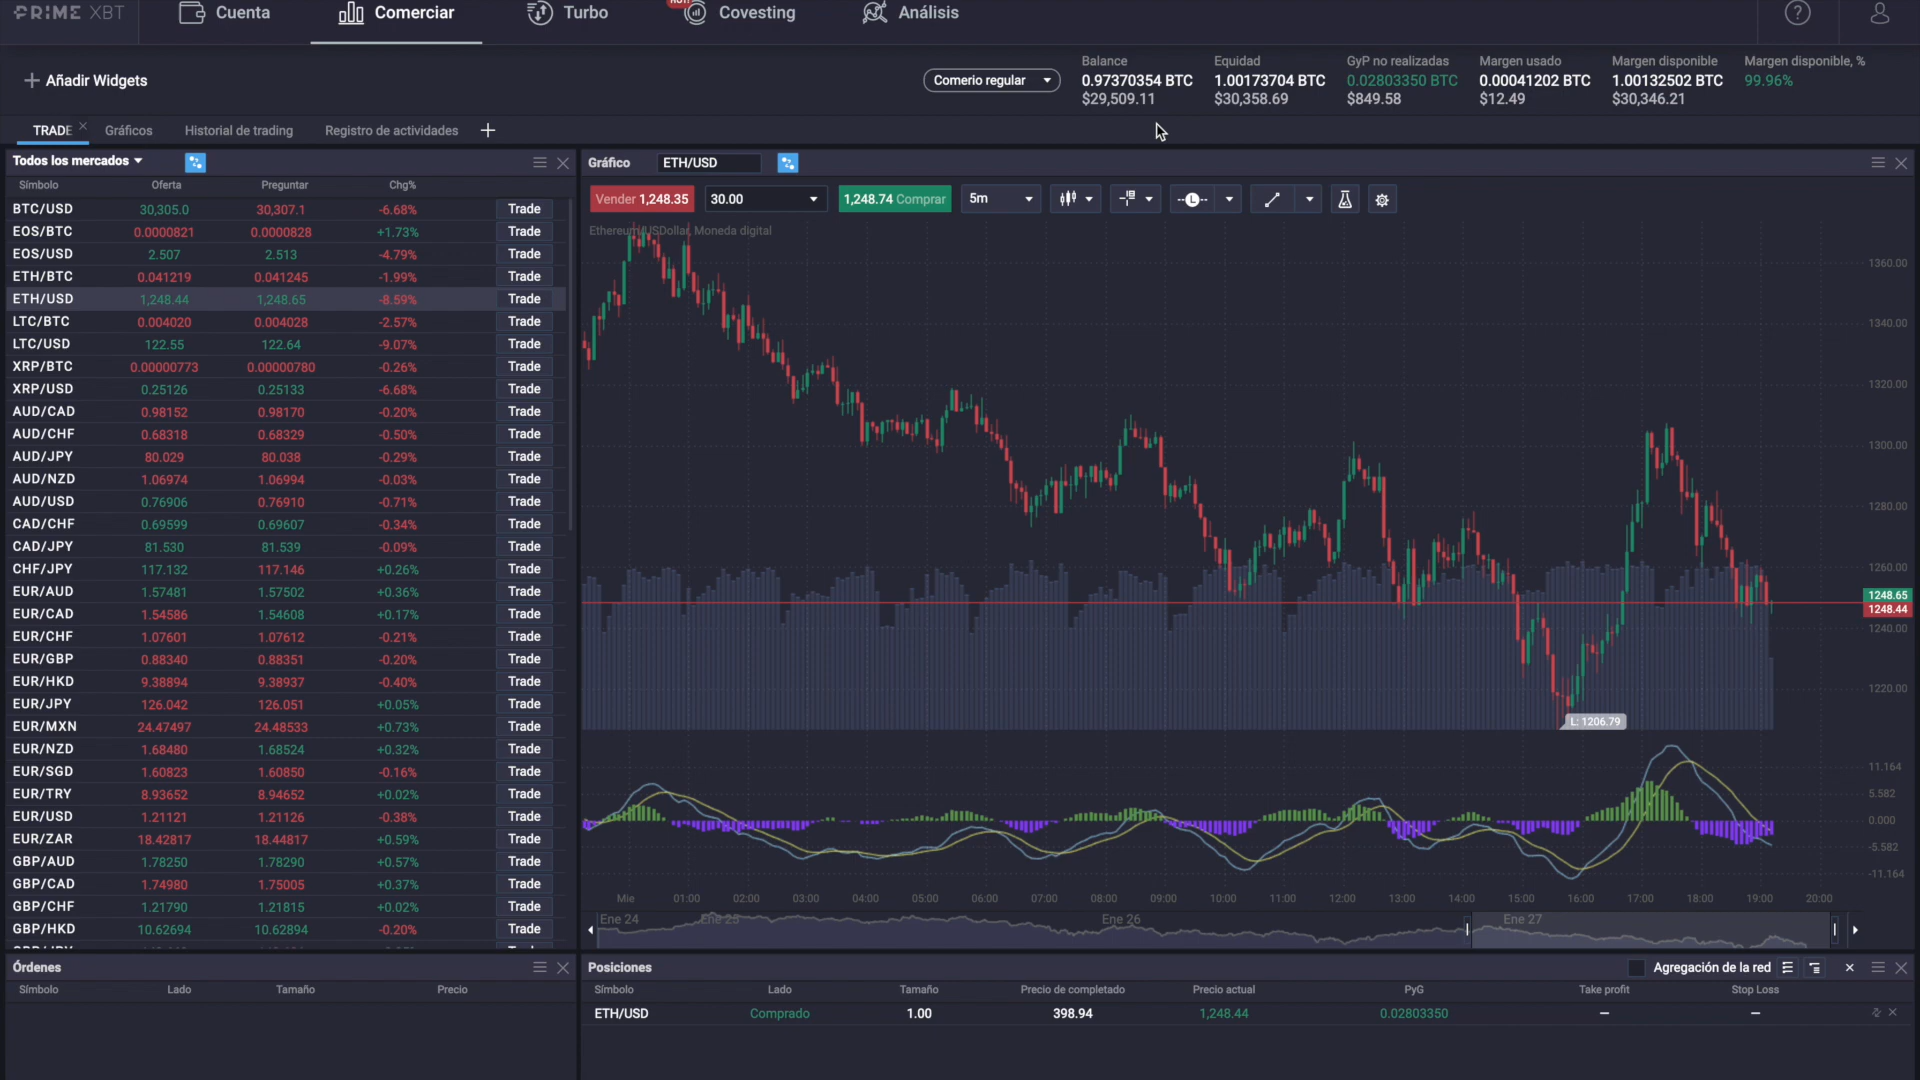 PRIME XBT
Cuenta
Comerciar
Turbo
Covesting
Análisis
Añadir Widgets
Comerio regular
Balance
0.97370354 BTC
$29,509.11
Equidad
1.00173704 BTC
$30,358.69
GyP no realizadas
0.02803350 BTC
$849.58
Margen usado
0.00041202 BTC
$12.49
Margen disponible
1.00132502 BTC
$30,346.21
Margen disponible, %
99.96%
TRADE
Gráficos
Historial de trading
Registro de actividades
Todos los mercados
Símbolo Oferta Preguntar Chg%
BTC/USD 30,305.0 30,307.1 -6.68% Trade
EOS/BTC 0.0000821 0.0000828 +1.73% Trade
EOS/USD 2.507 2.513 -4.79% Trade
ETH/BTC 0.041219 0.041245 -1.99% Trade
ETH/USD 1,248.44 1,248.65 -8.59% Trade
LTC/BTC 0.004020 0.004028 -2.57% Trade
LTC/USD 122.55 122.64 -9.07% Trade
XRP/BTC 0.00000773 0.00000780 -0.26% Trade
XRP/USD 0.25126 0.25133 -6.68% Trade
AUD/CAD 0.98152 0.98170 -0.20% Trade
AUD/CHF 0.68318 0.68329 -0.50% Trade
AUD/JPY 80.029 80.038 -0.29% Trade
AUD/NZD 1.06974 1.06994 -0.03% Trade
AUD/USD 0.76906 0.76910 -0.71% Trade
CAD/CHF 0.69599 0.69607 -0.34% Trade
CAD/JPY 81.530 81.539 -0.09% Trade
CHF/JPY 117.132 117.146 +0.26% Trade
EUR/AUD 1.57481 1.57502 +0.36% Trade
EUR/CAD 1.54586 1.54608 +0.17% Trade
EUR/CHF 1.07601 1.07612 -0.21% Trade
EUR/GBP 0.88340 0.88351 -0.20% Trade
EUR/HKD 9.38894 9.38937 -0.40% Trade
EUR/JPY 126.042 126.051 +0.05% Trade
EUR/MXN 24.47497 24.48533 +0.73% Trade
EUR/NZD 1.68480 1.68524 +0.32% Trade
EUR/SGD 1.60823 1.60850 -0.16% Trade
EUR/TRY 8.93652 8.94652 +0.02% Trade
EUR/USD 1.21121 1.21126 -0.38% Trade
EUR/ZAR 18.42817 18.44817 +0.59% Trade
GBP/AUD 1.78250 1.78290 +0.57% Trade
GBP/CAD 1.74980 1.75005 +0.37% Trade
GBP/CHF 1.21790 1.21815 +0.02% Trade
GBP/HKD 10.62694 10.62894 -0.20% Trade
Gráfico ETH/USD
Vender 1,248.35 30.00 1,248.74 Comprar 5m
Ethereum/USDollar, Moneda digital
1360.00
1340.00
1320.00
1300.00
1280.00
1260.00
1248.65
1248.44
1240.00
1220.00
L: 1206.79
11.164
5.582
0.000
-5.582
-11.164
Mie 01:00 02:00 03:00 04:00 05:00 06:00 07:00 08:00 09:00 10:00 11:00 12:00 13:00 14:00 15:00 16:00 17:00 18:00 19:00 20:00
Ene 24 Ene 25 Ene 26 Ene 27
Órdenes
Símbolo Lado Tamaño Precio
Posiciones
Agregación de la red
Símbolo Lado Tamaño Precio de completado Precio actual PyG Take profit Stop Loss
ETH/USD Comprado 1.00 398.94 1,248.44 0.02803350 — —